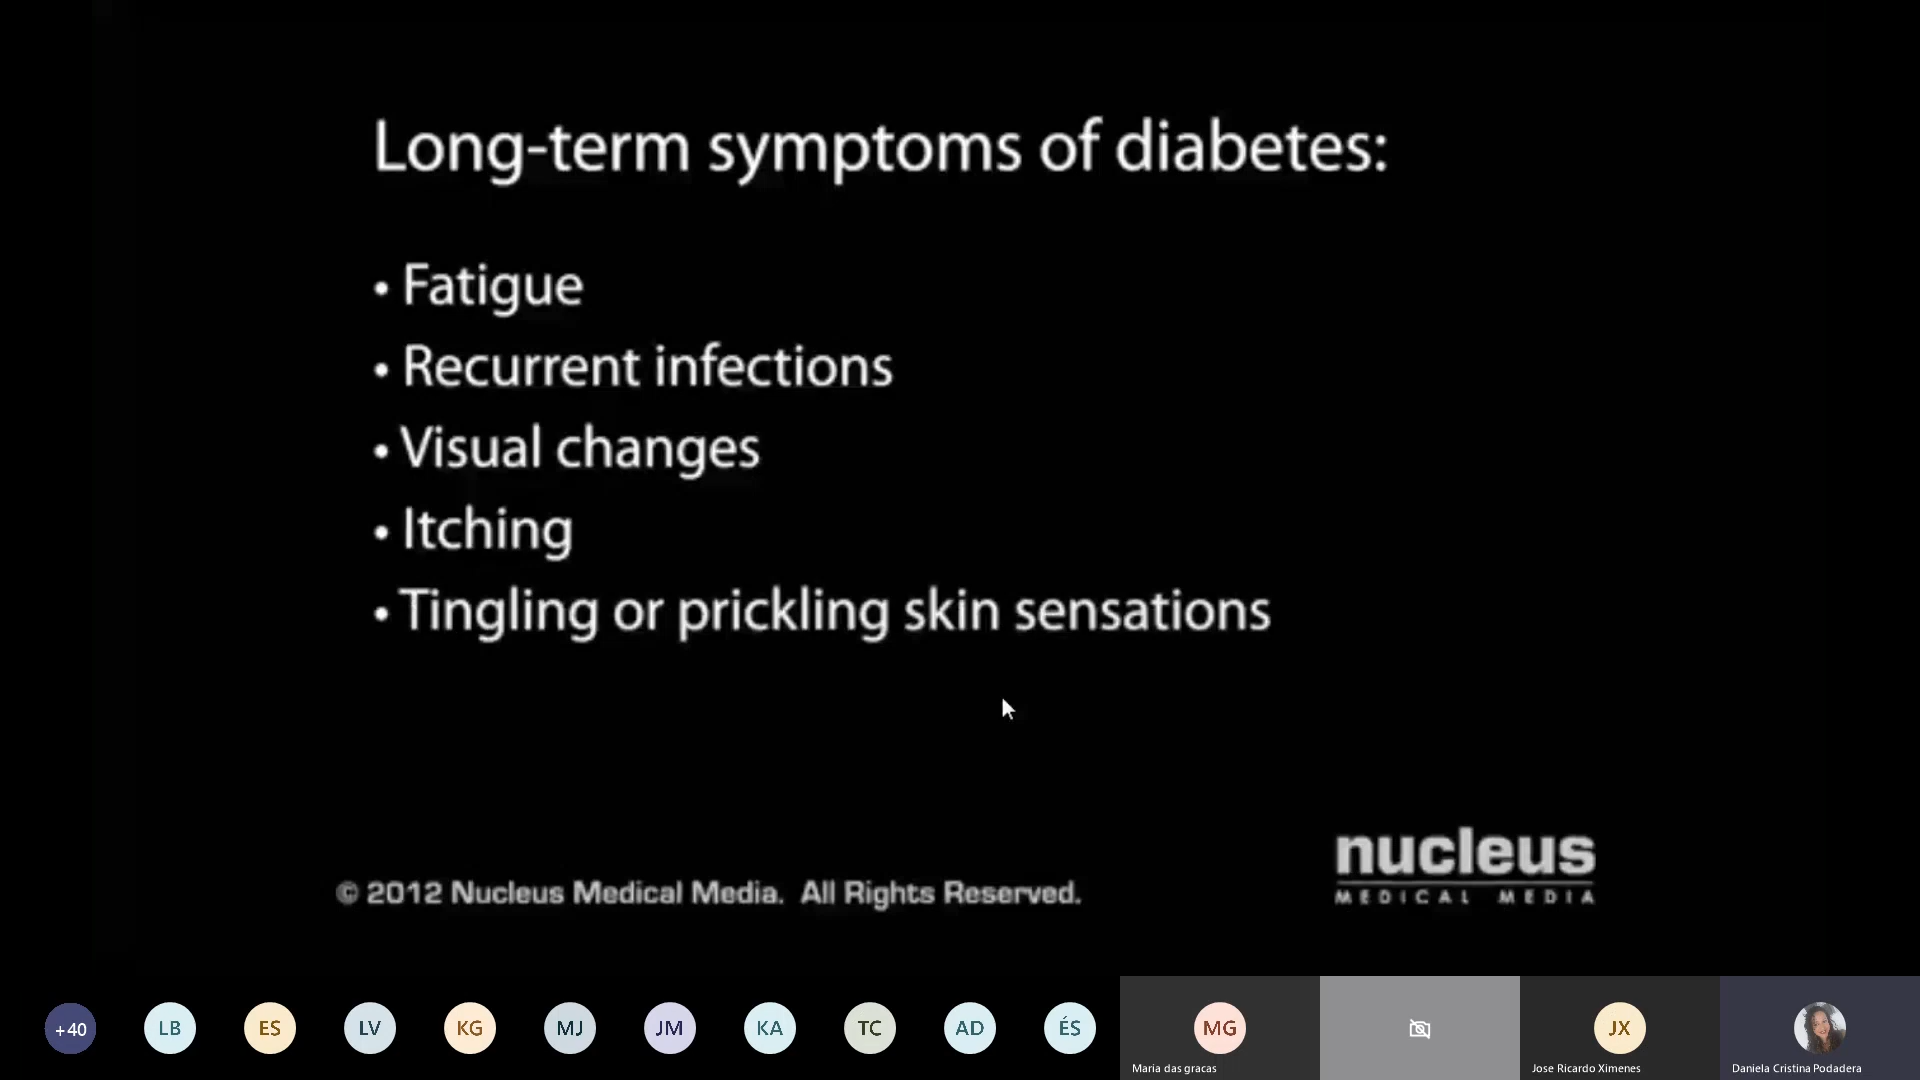 Long-term symptoms of diabetes:
• Fatigue
• Recurrent infections
• Visual changes
• Itching
• Tingling or prickling skin sensations
© 2012 Nucleus Medical Media. All Rights Reserved.
nucleus
MEDICAL MEDIA
+40
LB
ES
LV
KG
MJ
JM
KA
TC
AD
ÉS
MG
Maria das gracas
JX
Jose Ricardo Ximenes
Daniela Cristina Podadera